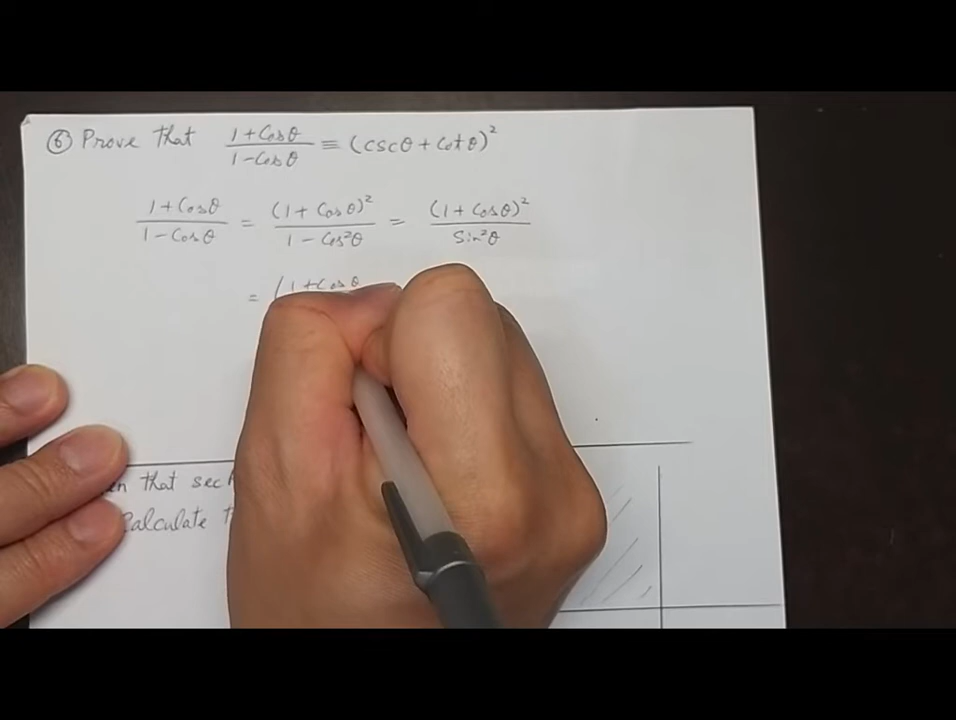 ⑥ Prove that (1+Cosθ)/(1-Cosθ) ≡ (cscθ + Cotθ)²
(1+Cosθ)/(1-Cosθ) = (1+Cosθ)²/(1-Cos²θ) = (1+Cosθ)²/Sin²θ
= (1+Cosθ
that sec
Calculate